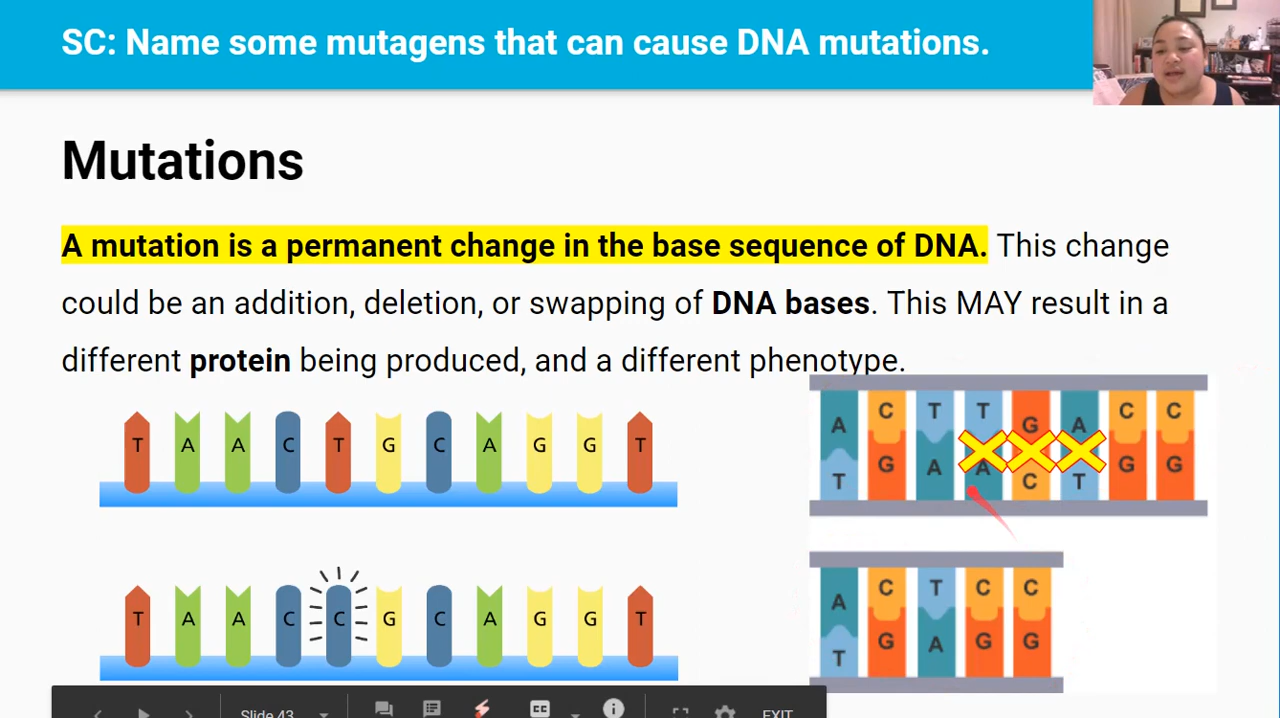 SC: Name some mutagens that can cause DNA mutations.
Mutations
A mutation is a permanent change in the base sequence of DNA. This change
could be an addition, deletion, or swapping of DNA bases. This MAY result in a
different protein being produced, and a different phenotype.
T A A C T G C A G G T
A C T T G A C C
T G A A C T G G
T A A C C G C A G G T
A C T C C
T G A G G
Slide 43
CC
EXIT